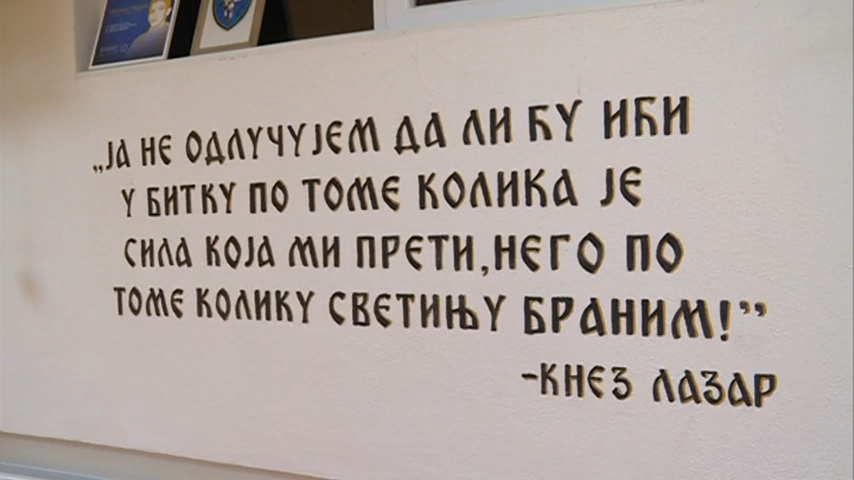 „ЈА НЕ ОДЛУЧУЈЕМ ДА ЛИ ЋУ ИЋИ
У БИТКУ ПО ТОМЕ КОЛИКА ЈЕ
СИЛА КОЈА МИ ПРЕТИ,НЕГО ПО
ТОМЕ КОЛИКУ СВЕТИЊУ БРАНИМ!”
-КНЕЗ ЛАЗАР